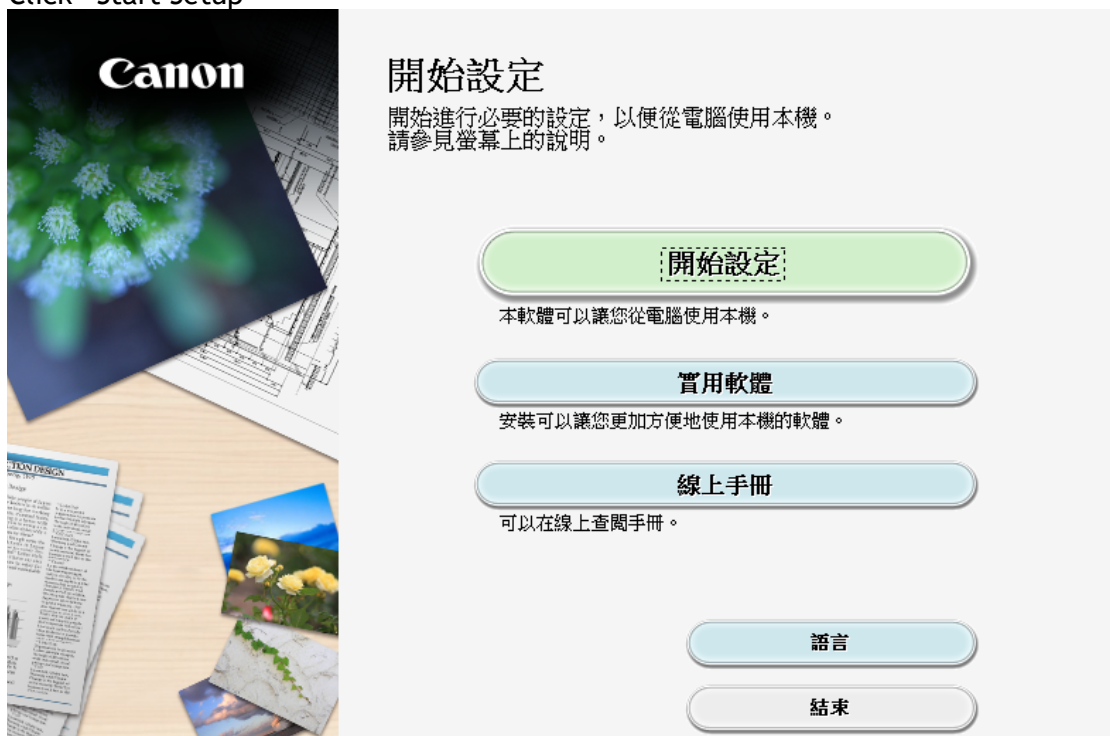 Click "Start Setup"
Canon
開始設定
開始進行必要的設定，以便從電腦使用本機。
請參見螢幕上的說明。
開始設定
本軟體可以讓您從電腦使用本機。
實用軟體
安裝可以讓您更加方便地使用本機的軟體。
線上手冊
可以在線上查閱手冊。
語言
結束